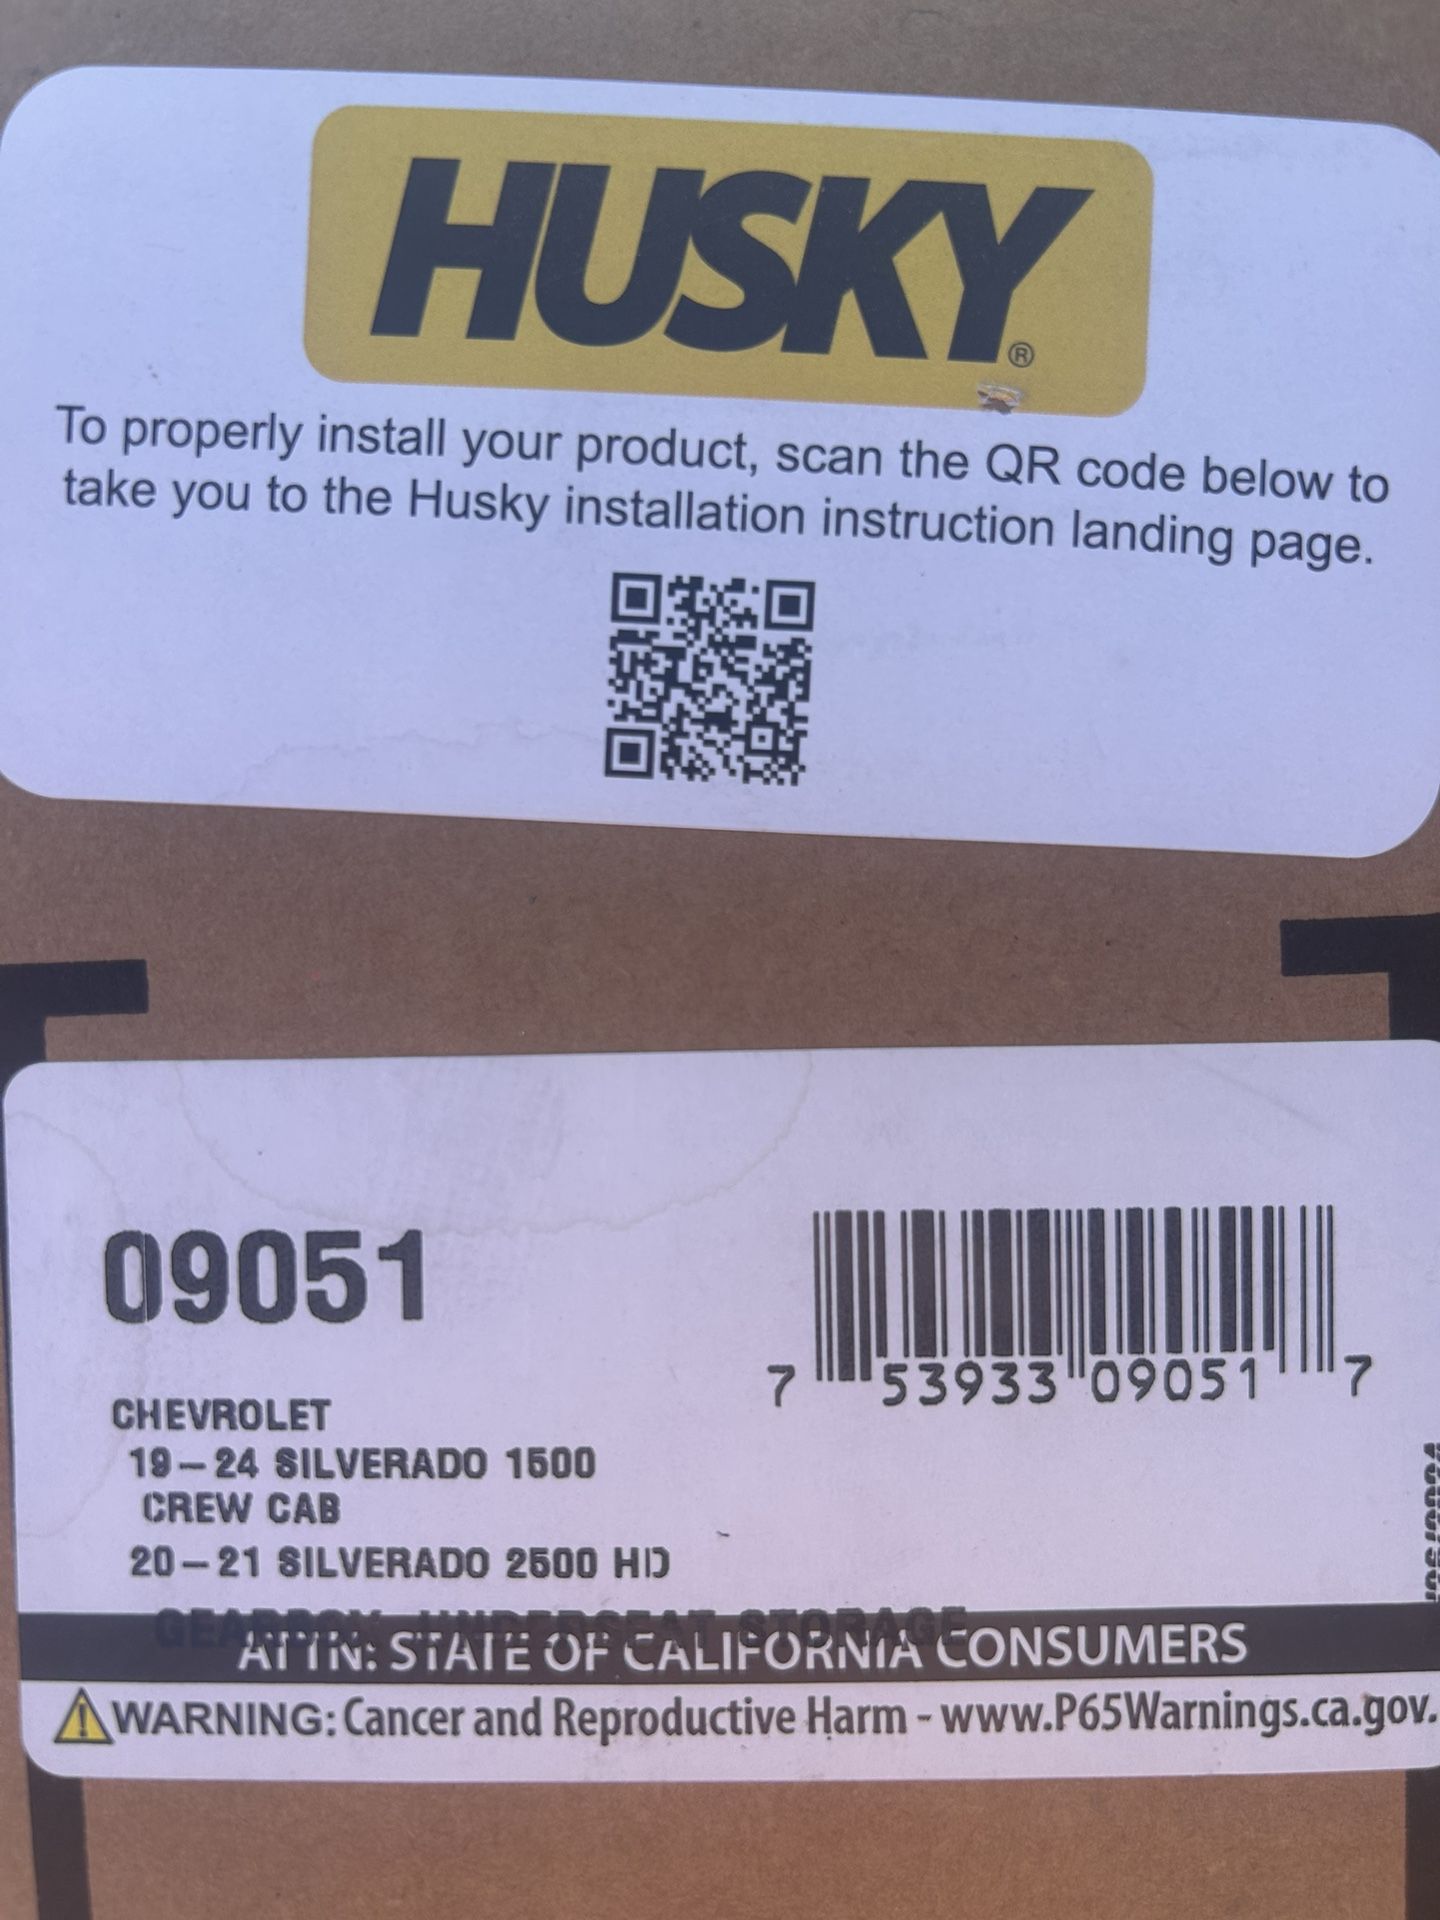 HUSKY®
To properly install your product, scan the QR code below to
take you to the Husky installation instruction landing page.
09051
7 53933 09051 7
CHEVROLET
19-24 SILVERADO 1500
CREW CAB
20-21 SILVERADO 2500 HD
GEARBOX UNDERSEAT STORAGE
ATTN: STATE OF CALIFORNIA CONSUMERS
WARNING: Cancer and Reproductive Harm - www.P65Warnings.ca.gov.